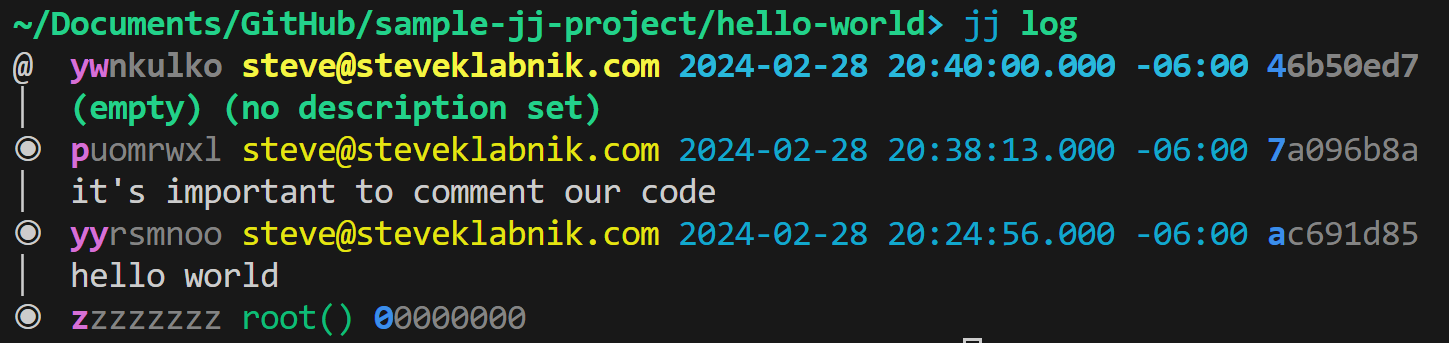 ~/Documents/GitHub/sample-jj-project/hello-world> jj log
@ ywnkulko steve@steveklabnik.com 2024-02-28 20:40:00.000 -06:00 46b50ed7
│ (empty) (no description set)
◉ puomrwxl steve@steveklabnik.com 2024-02-28 20:38:13.000 -06:00 7a096b8a
│ it's important to comment our code
◉ yyrsmnoo steve@steveklabnik.com 2024-02-28 20:24:56.000 -06:00 ac691d85
│ hello world
◉ zzzzzzzz root() 00000000